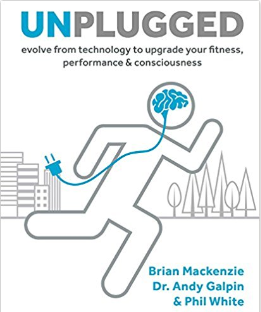 UNPLUGGED
evolve from technology to upgrade your fitness,
performance & consciousness
Brian Mackenzie
Dr. Andy Galpin
& Phil White